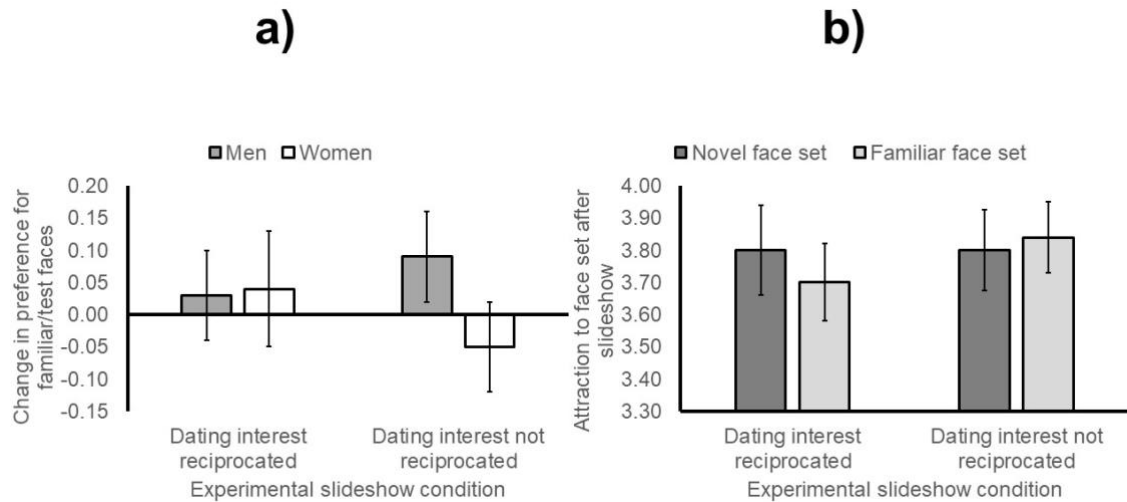 a)
Men Women
Change in preference for
familiar/test faces
0.20
0.15
0.10
0.05
0.00
-0.05
-0.10
-0.15
Dating interest
reciprocated
Dating interest not
reciprocated
Experimental slideshow condition
b)
Novel face set Familiar face set
Attraction to face set after
slideshow
4.00
3.90
3.80
3.70
3.60
3.50
3.40
3.30
Dating interest
reciprocated
Dating interest not
reciprocated
Experimental slideshow condition